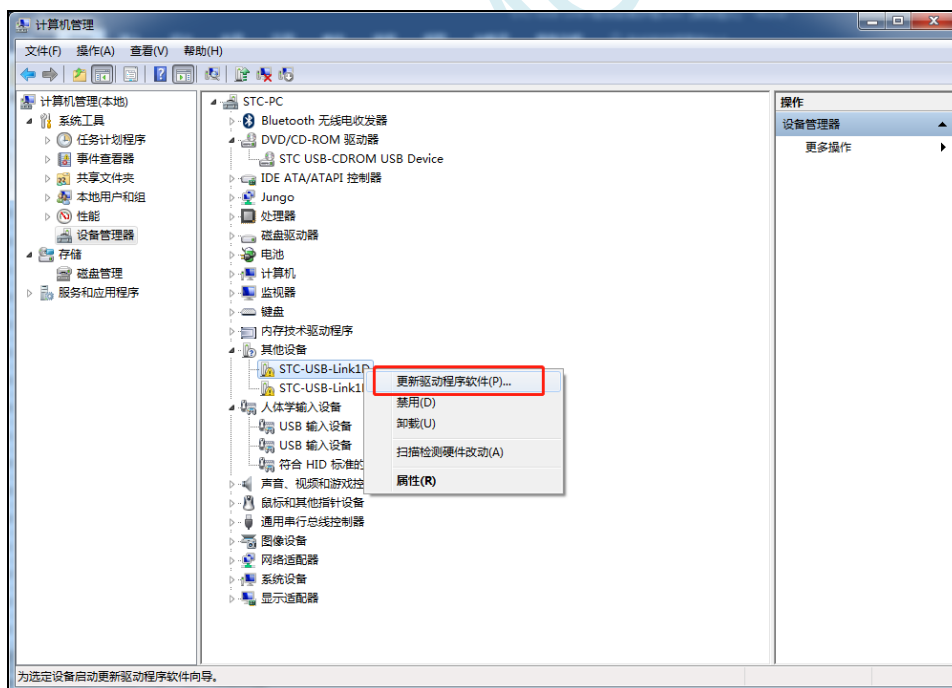 计算机管理
文件(F) 操作(A) 查看(V) 帮助(H)
计算机管理(本地)
系统工具
任务计划程序
事件查看器
共享文件夹
本地用户和组
性能
设备管理器
存储
磁盘管理
服务和应用程序
STC-PC
Bluetooth 无线电收发器
DVD/CD-ROM 驱动器
STC USB-CDROM USB Device
IDE ATA/ATAPI 控制器
Jungo
处理器
磁盘驱动器
电池
计算机
监视器
键盘
内存技术驱动程序
其他设备
STC-USB-Link1D
STC-USB-Link1
人体学输入设备
USB 输入设备
USB 输入设备
符合 HID 标准的
声音、视频和游戏控
鼠标和其他指针设备
通用串行总线控制器
图像设备
网络适配器
系统设备
显示适配器
更新驱动程序软件(P)...
禁用(D)
卸载(U)
扫描检测硬件改动(A)
属性(R)
操作
设备管理器
更多操作
为选定设备启动更新驱动程序软件向导。